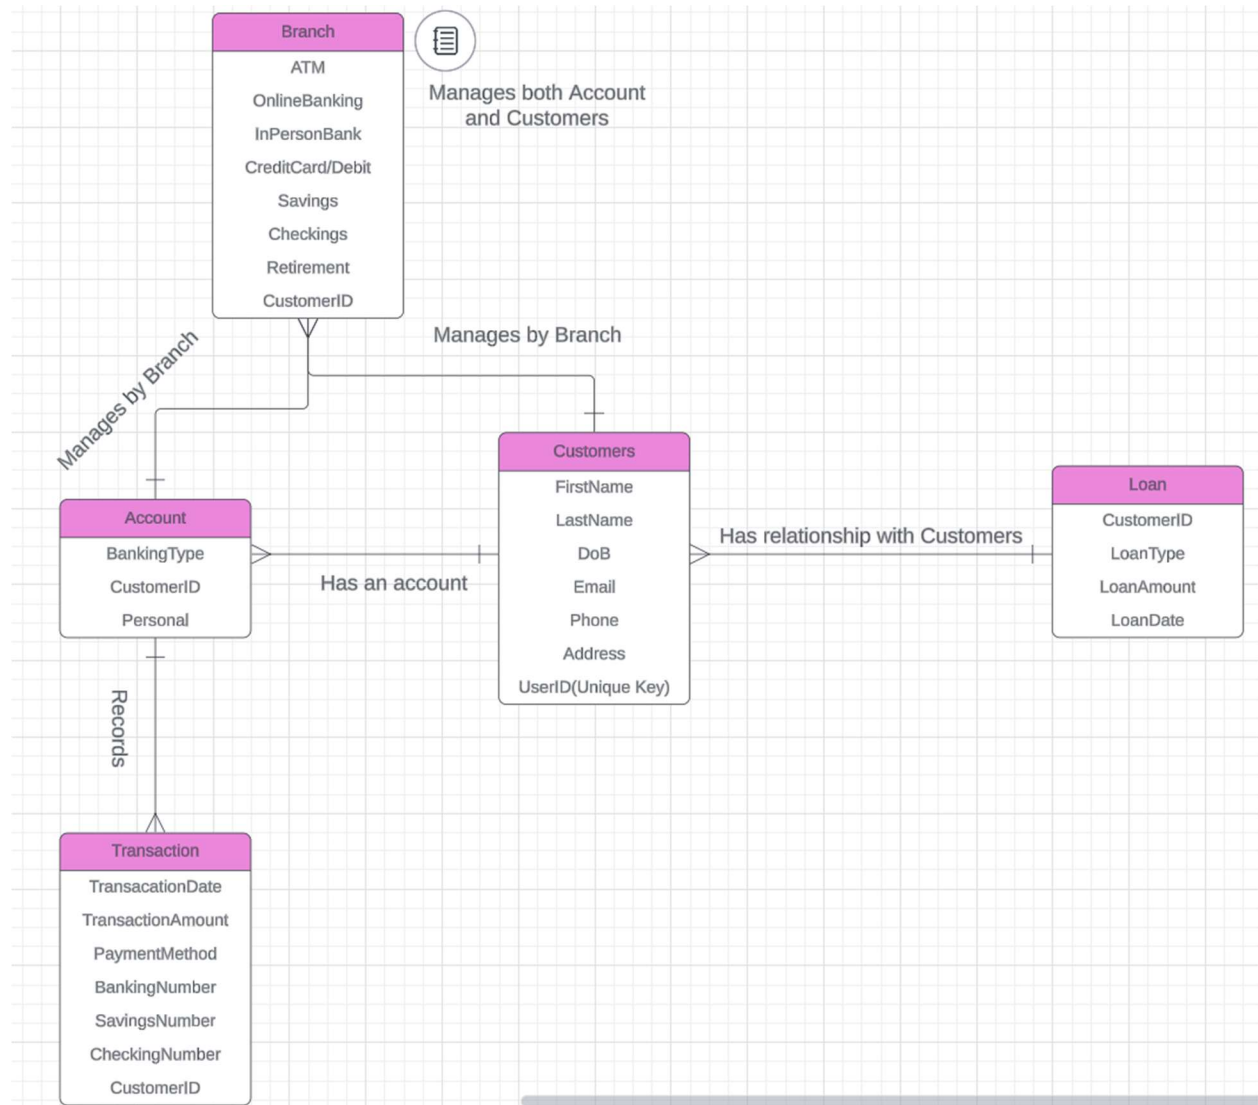 Branch
ATM
OnlineBanking
InPersonBank
CreditCard/Debit
Savings
Checkings
Retirement
CustomerID
Manages both Account
and Customers
Manages by Branch
Manages by Branch
Account
BankingType
CustomerID
Personal
Has an account
Customers
FirstName
LastName
DoB
Email
Phone
Address
UserID(Unique Key)
Has relationship with Customers
Loan
CustomerID
LoanType
LoanAmount
LoanDate
Records
Transaction
TransacationDate
TransactionAmount
PaymentMethod
BankingNumber
SavingsNumber
CheckingNumber
CustomerID